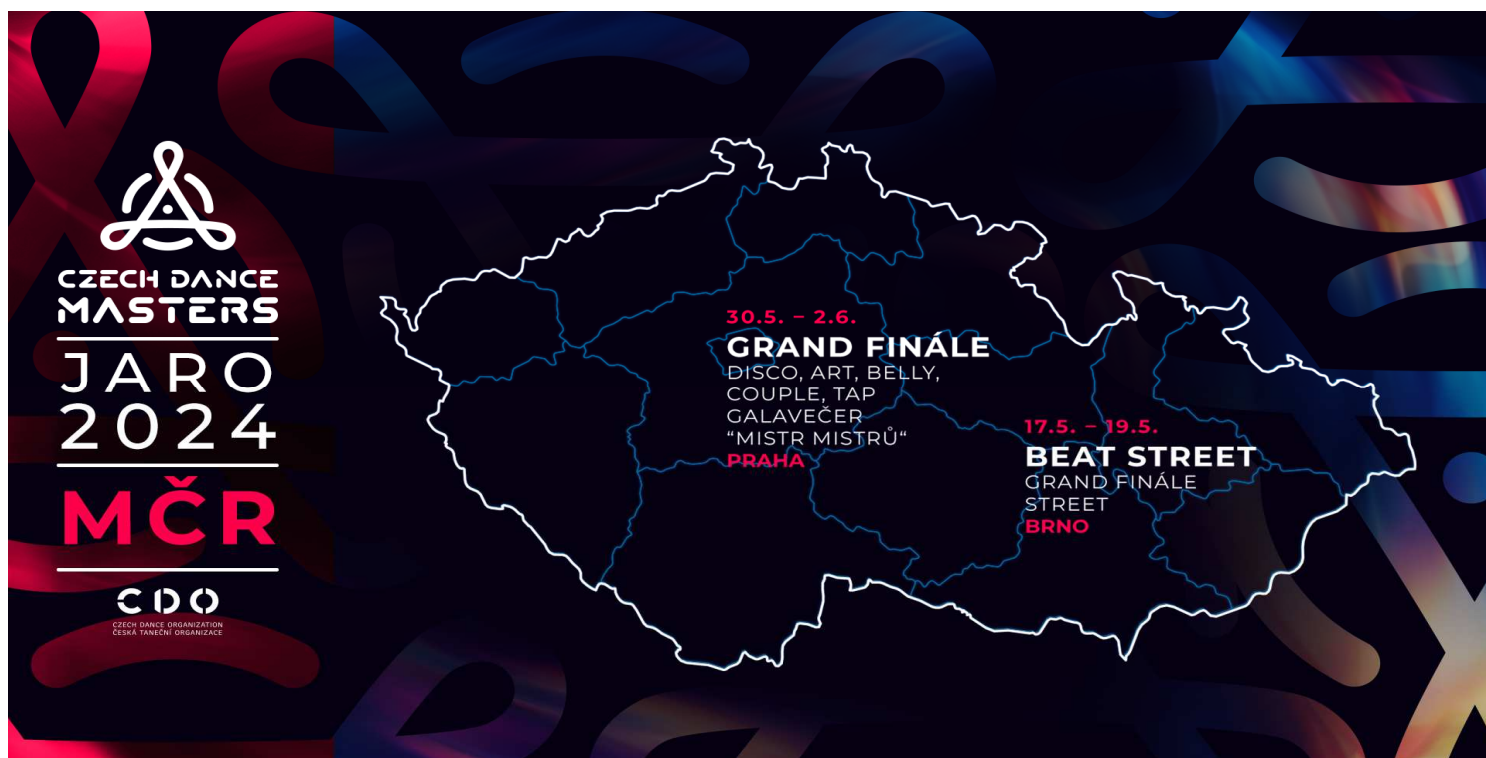 CZECH DANCE
MASTERS
JARO
2024
MČR
CDO
CZECH DANCE ORGANIZATION
ČESKÁ TANEČNÍ ORGANIZACE
30.5. – 2.6.
GRAND FINÁLE
DISCO, ART, BELLY,
COUPLE, TAP
GALAVEČER
“MISTR MISTRŮ“
PRAHA
17.5. – 19.5.
BEAT STREET
GRAND FINÁLE
STREET
BRNO